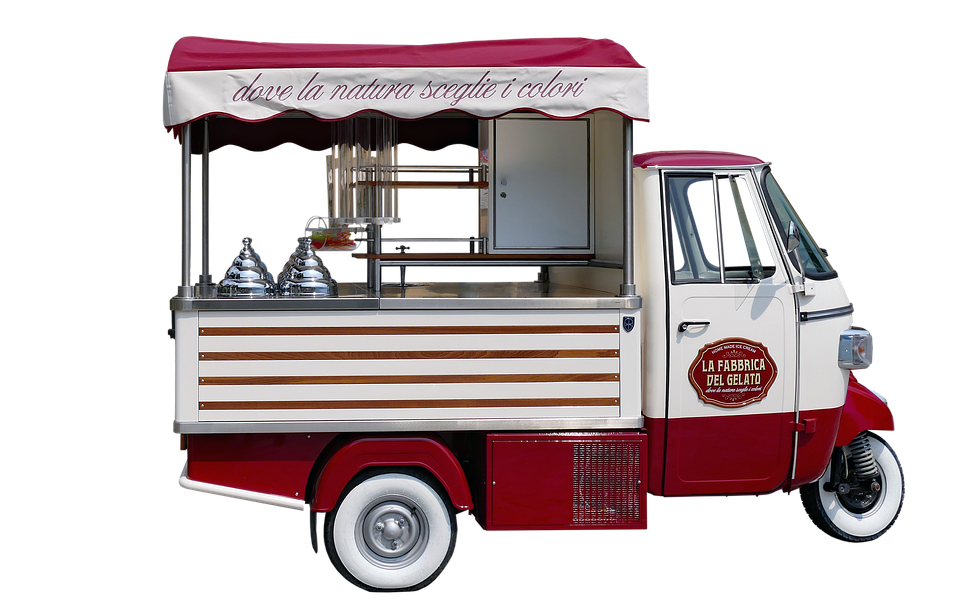 dove la natura sceglie i colori
HOME MADE ICE CREAM
LA FABBRICA
DEL GELATO
dove la natura sceglie i colori